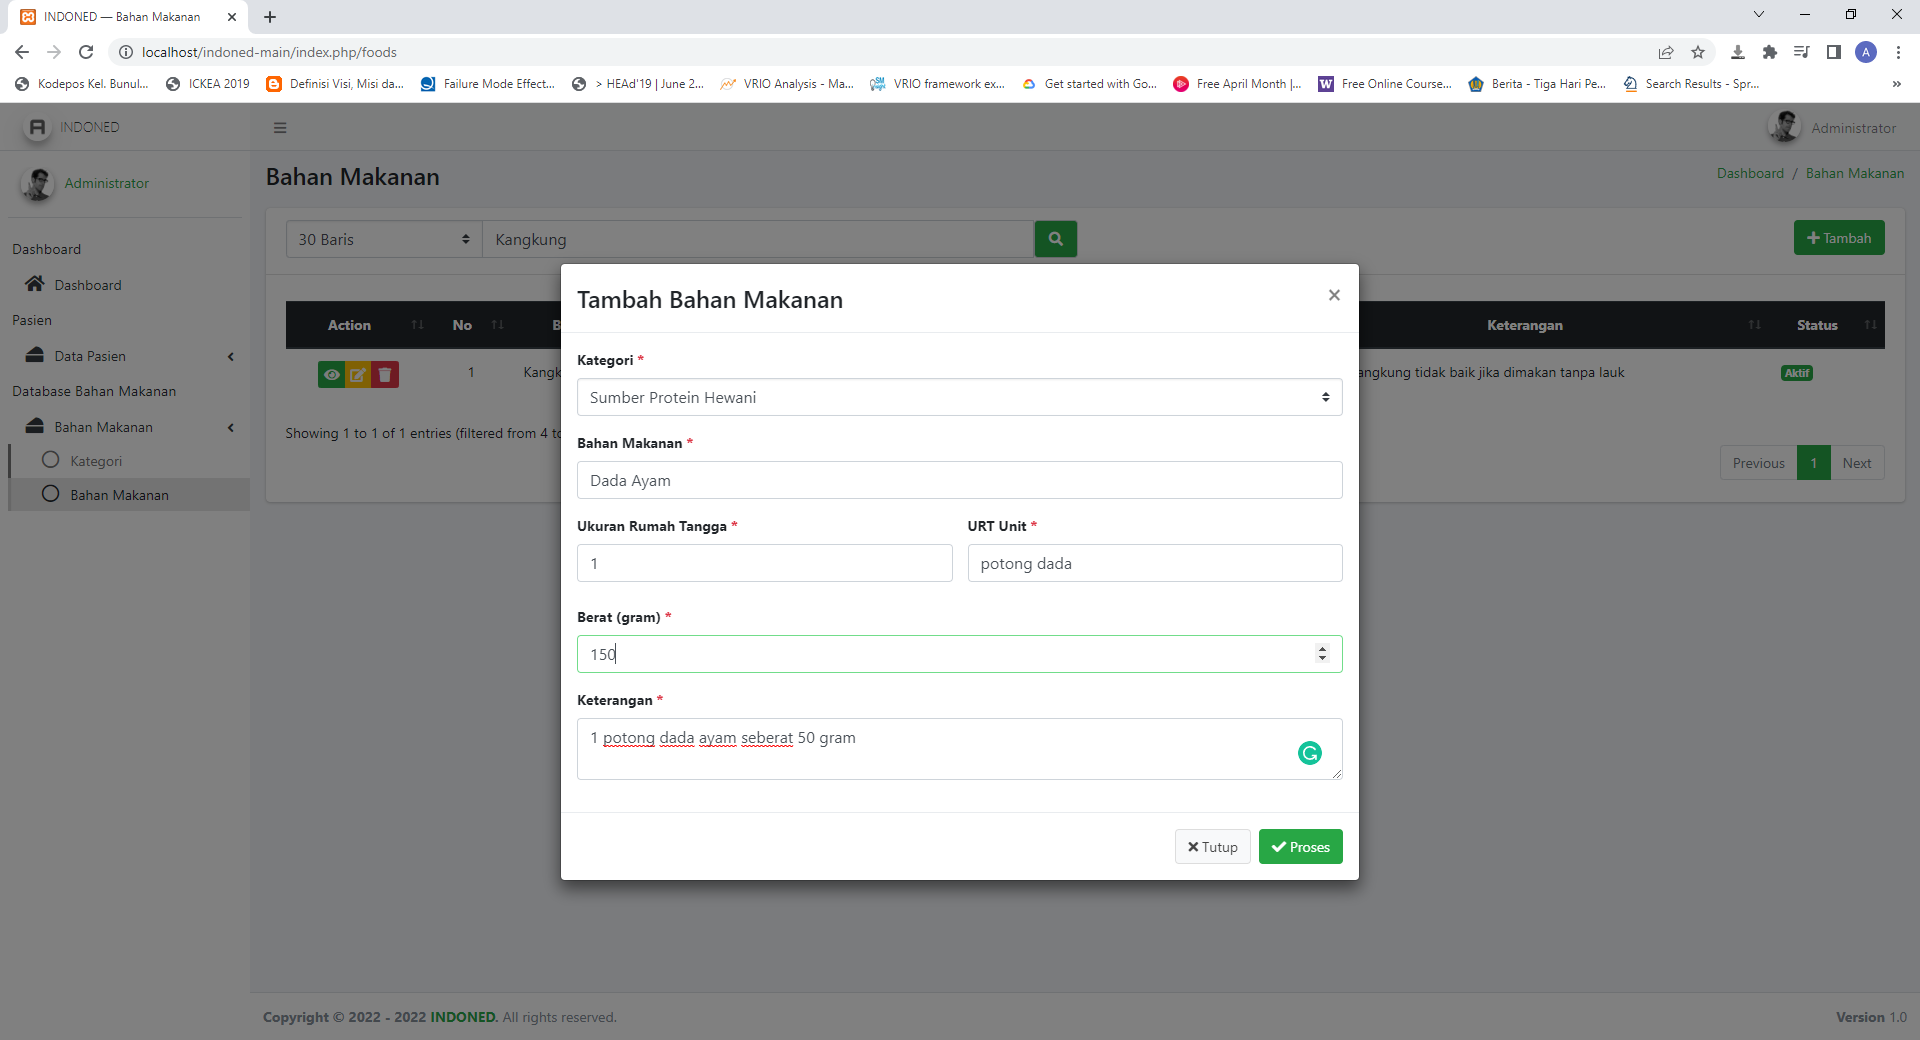 INDONED — Bahan Makanan
localhost/indoned-main/index.php/foods
A
Kodepos Kel. Bunul...
ICKEA 2019
Definisi Visi, Misi da...
Failure Mode Effect...
> HEAd'19 | June 2...
VRIO Analysis - Ma...
VRIO framework ex...
Get started with Go...
Free April Month |...
Free Online Course...
Berita - Tiga Hari Pe...
Search Results - Spr...
»
INDONED
Administrator
Administrator
Bahan Makanan
Dashboard / Bahan Makanan
Dashboard
Dashboard
Pasien
Data Pasien
Database Bahan Makanan
Bahan Makanan
Kategori
Bahan Makanan
30 Baris
Kangkung
Tambah
Action No B Keterangan Status
1 Kangk angkung tidak baik jika dimakan tanpa lauk Aktif
Showing 1 to 1 of 1 entries (filtered from 4 to
Previous 1 Next
Tambah Bahan Makanan
×
Kategori *
Sumber Protein Hewani
Bahan Makanan *
Dada Ayam
Ukuran Rumah Tangga * URT Unit *
1 potong dada
Berat (gram) *
150
Keterangan *
1 potong dada ayam seberat 50 gram
Tutup Proses
Copyright © 2022 - 2022 INDONED. All rights reserved.
Version 1.0